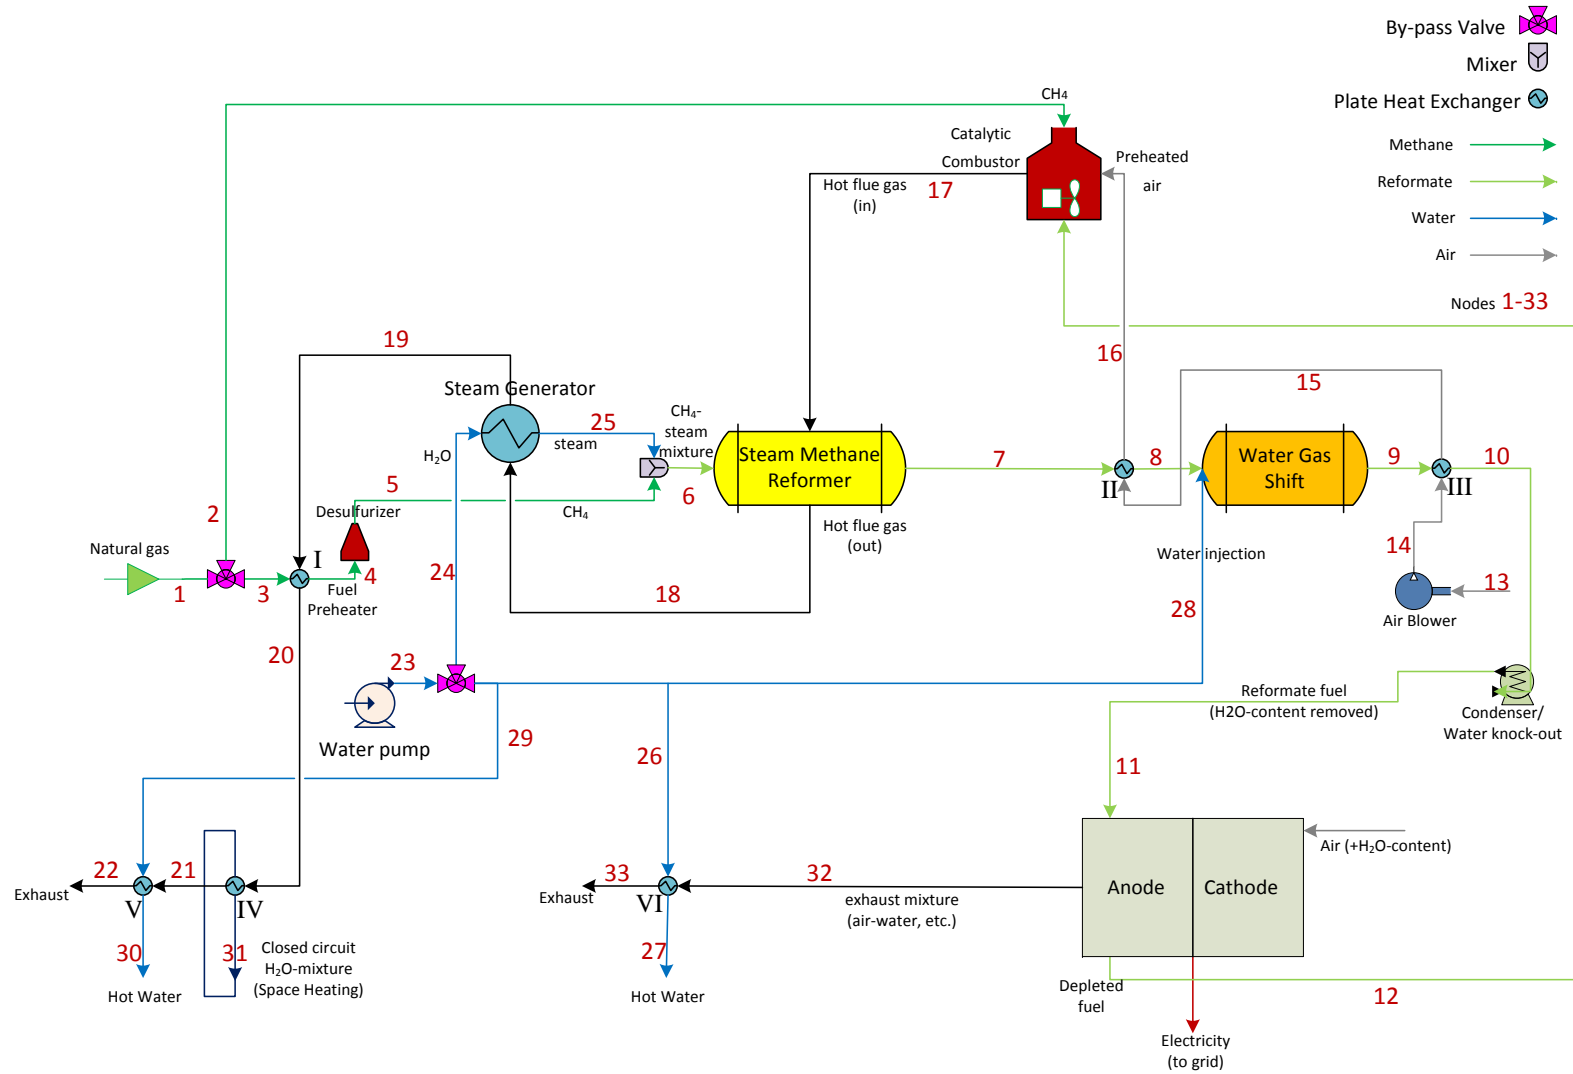 By-pass Valve
Mixer
Plate Heat Exchanger
Methane
Reformate
Water
Air
Nodes 1-33
CH₄
Catalytic
Combustor
Preheated
air
Hot flue gas
(in)
17
16
15
19
Steam Generator
25
steam
H₂O
CH₄-
steam
mixture
Steam Methane
Reformer
7
II
8
Water Gas
Shift
9
III
10
5
6
CH₄
Desulfurizer
2
Hot flue gas
(out)
Water injection
Natural gas
1
3
I
4
Fuel
Preheater
24
18
28
14
13
Air Blower
20
23
Water pump
29
26
Reformate fuel
(H2O-content removed)
Condenser/
Water knock-out
11
Air (+H₂O-content)
Anode
Cathode
Exhaust
22
V
21
IV
30
31
Hot Water
Closed circuit
H₂O-mixture
(Space Heating)
Exhaust
33
VI
32
exhaust mixture
(air-water, etc.)
27
Hot Water
Depleted
fuel
12
Electricity
(to grid)